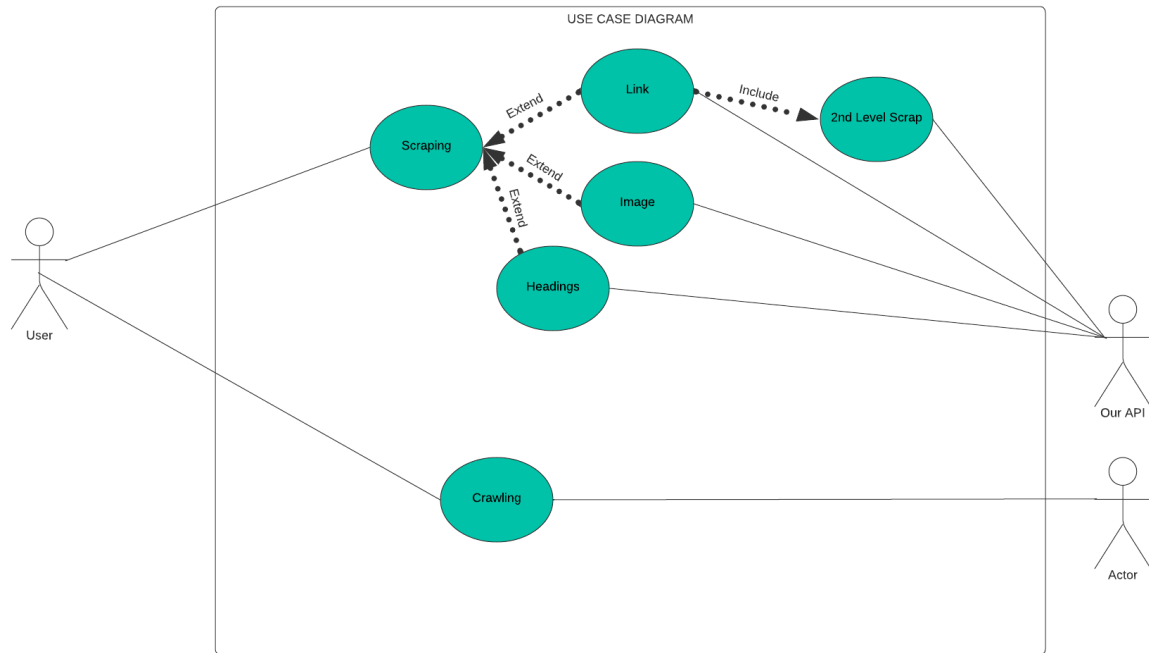 USE CASE DIAGRAM
Link
Include
2nd Level Scrap
Extend
Scraping
Extend
Image
Extend
Headings
User
Our API
Crawling
Actor